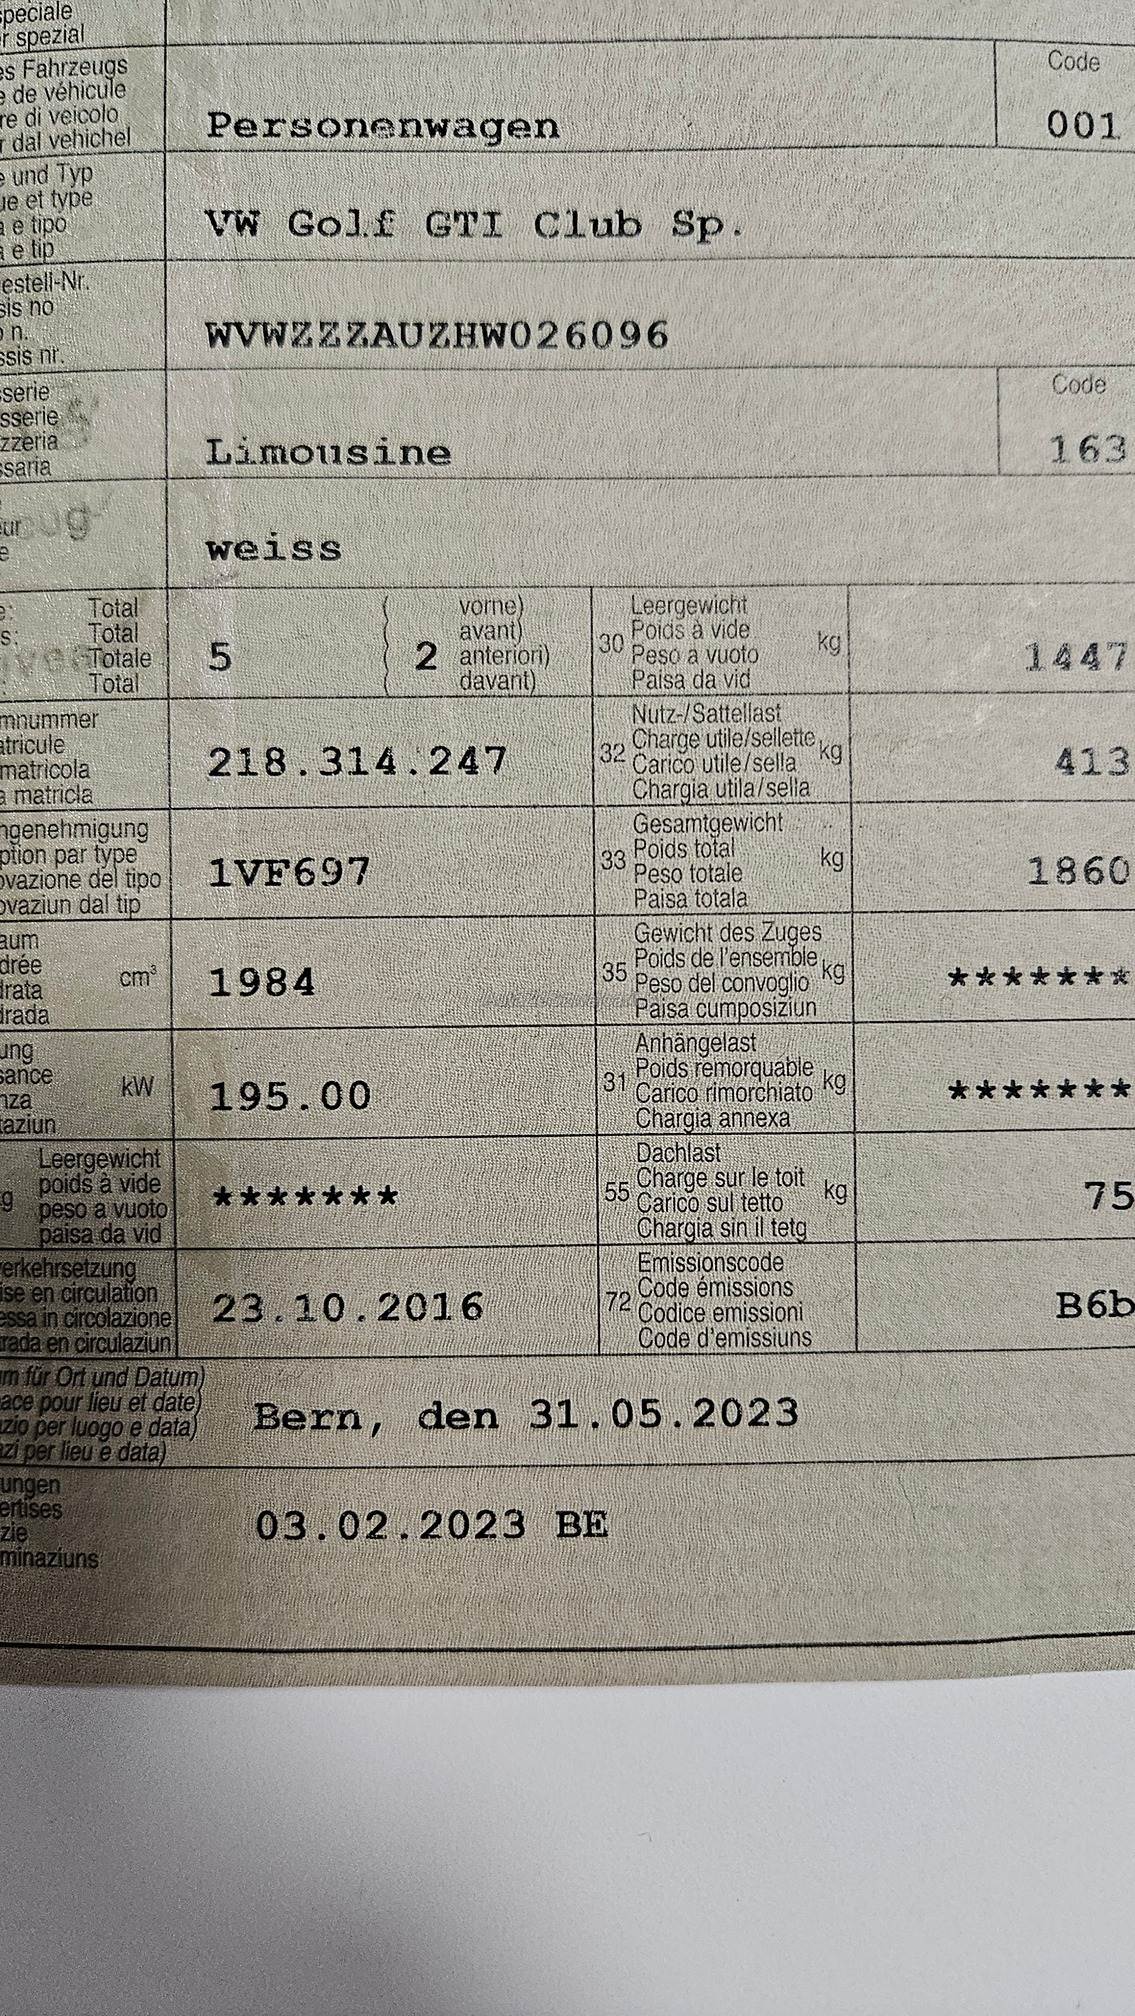 speciale
r spezial
es Fahrzeugs
e de véhicule
re di veicolo
r dal vehichel
Personenwagen
Code
001
e und Typ
ue et type
a e tipo
a e tip
VW Golf GTI Club Sp.
estell-Nr.
sis no
o n.
ssis nr.
WVWZZZAUZHW026096
sserie
sserie
zzeria
ssaria
Limousine
Code
163
eur
e
weiss
e: Total
s: Total
Totale
: Total
5
2
vorne)
avant)
anteriori)
davant)
30
Leergewicht
Poids à vide
Peso a vuoto
Paisa da vid
kg
1447
mnummer
atricule
matricola
a matricla
218.314.247
32
Nutz-/Sattellast
Charge utile/sellette
Carico utile/sella
Chargia utila/sella
kg
413
ngenehmigung
ption par type
ovazione del tipo
ovaziun dal tip
1VF697
33
Gesamtgewicht
Poids total
Peso totale
Paisa totala
kg
1860
aum
drée
drata
drada
cm³
1984
35
Gewicht des Zuges
Poids de l'ensemble
Peso del convoglio
Paisa cumposiziun
kg
*******
ung
sance
nza
taziun
kW
195.00
31
Anhängelast
Poids remorquable
Carico rimorchiato
Chargia annexa
kg
*******
g
Leergewicht
poids à vide
peso a vuoto
paisa da vid
*******
55
Dachlast
Charge sur le toit
Carico sul tetto
Chargia sin il tetg
kg
75
verkehrsetzung
ise en circulation
essa in circolazione
rada en circulaziun
23.10.2016
72
Emissionscode
Code émissions
Codice emissioni
Code d'emissiuns
B6b
m für Ort und Datum)
ace pour lieu et date)
zio per luogo e data)
zi per lieu e data)
Bern, den 31.05.2023
ungen
ertises
zie
minaziuns
03.02.2023 BE